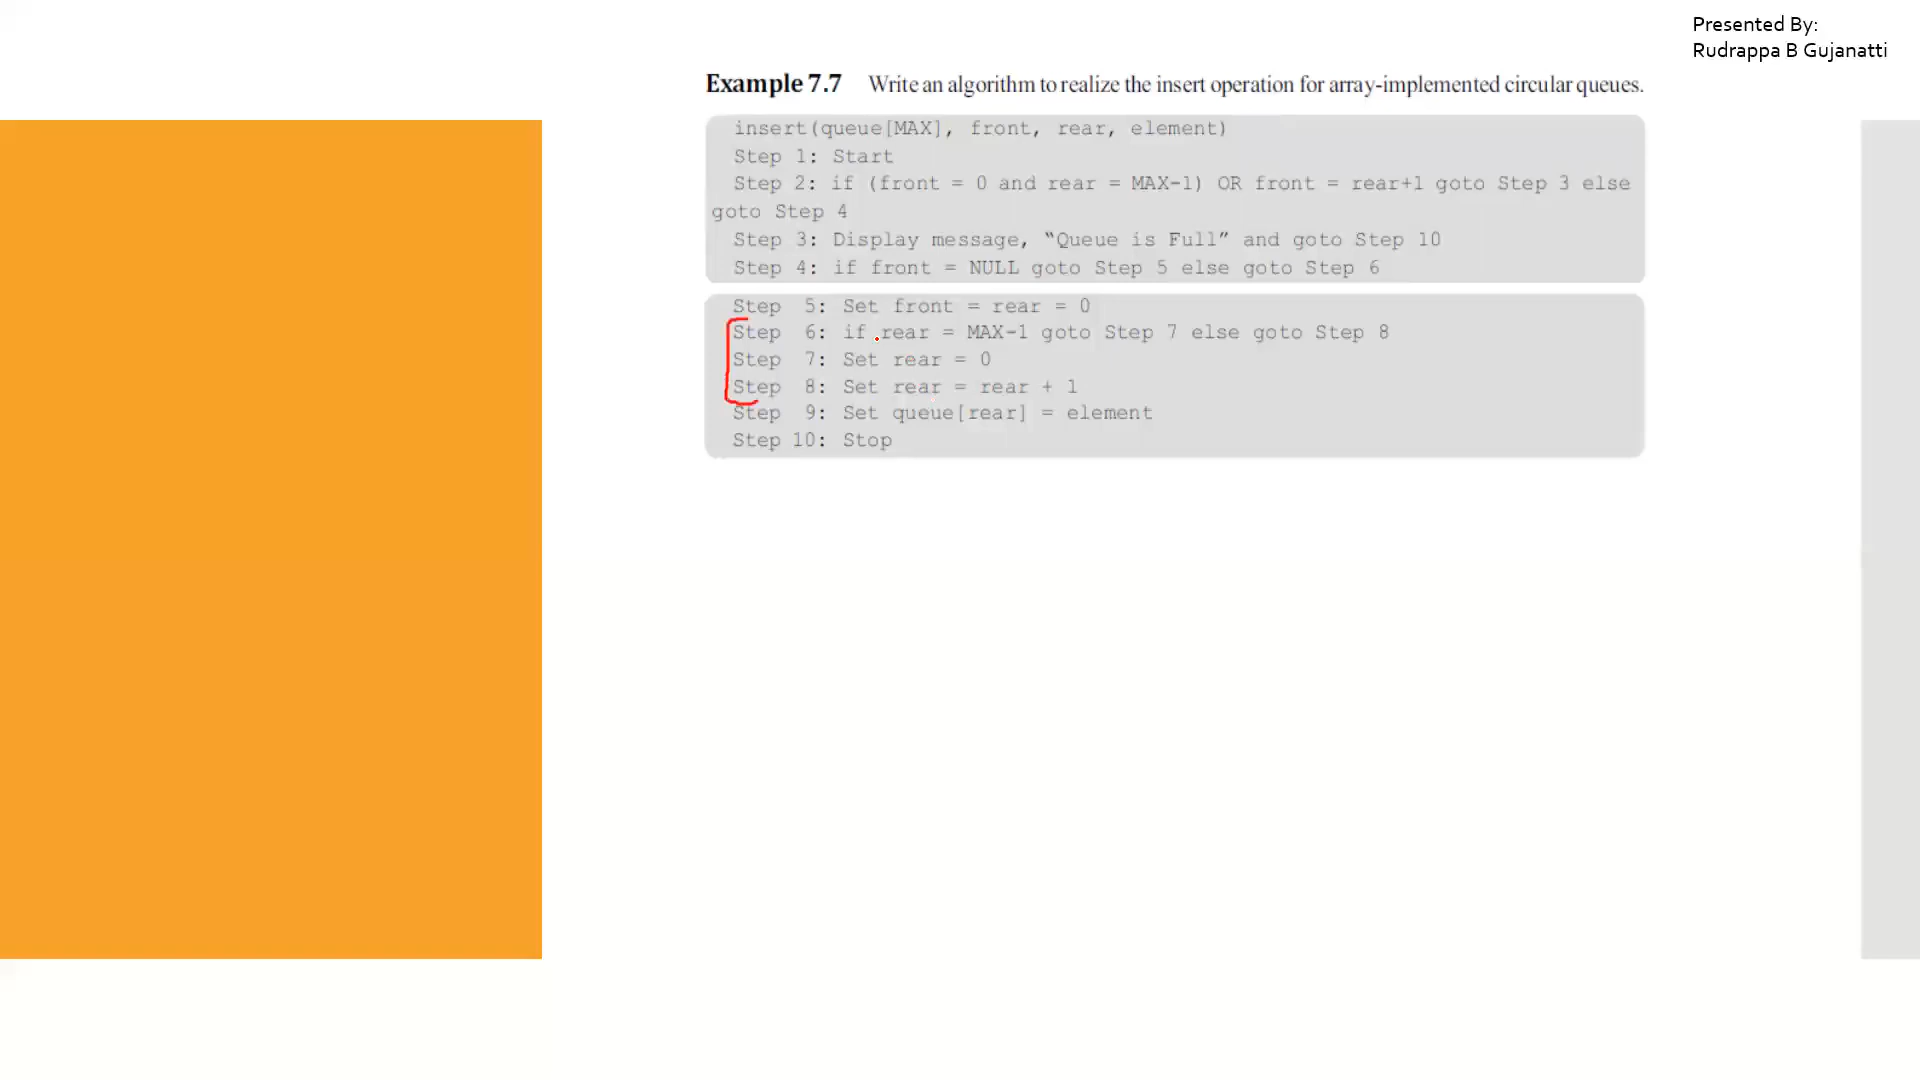 Presented By:
Rudrappa B Gujanatti
Example 7.7 Write an algorithm to realize the insert operation for array-implemented circular queues.
insert(queue[MAX], front, rear, element)
Step 1: Start
Step 2: if (front = 0 and rear = MAX-1) OR front = rear+1 goto Step 3 else
goto Step 4
Step 3: Display message, “Queue is Full” and goto Step 10
Step 4: if front = NULL goto Step 5 else goto Step 6
Step 5: Set front = rear = 0
Step 6: if rear = MAX-1 goto Step 7 else goto Step 8
Step 7: Set rear = 0
Step 8: Set rear = rear + 1
Step 9: Set queue[rear] = element
Step 10: Stop